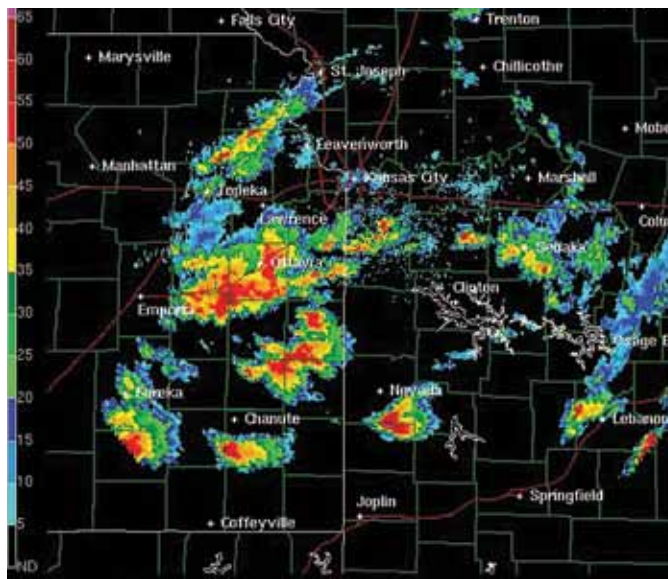 65
60
55
50
45
40
35
30
25
20
15
10
5
ND
Falls City
Trenton
Marysville
St. Joseph
Chillicothe
Leavenworth
Manhattan
Kansas City
Marshall
Topeka
Lawrence
Ottawa
Sedalia
Clinton
Emporia
Eureka
Nevada
Chanute
Lebanon
Springfield
Joplin
Coffeyville